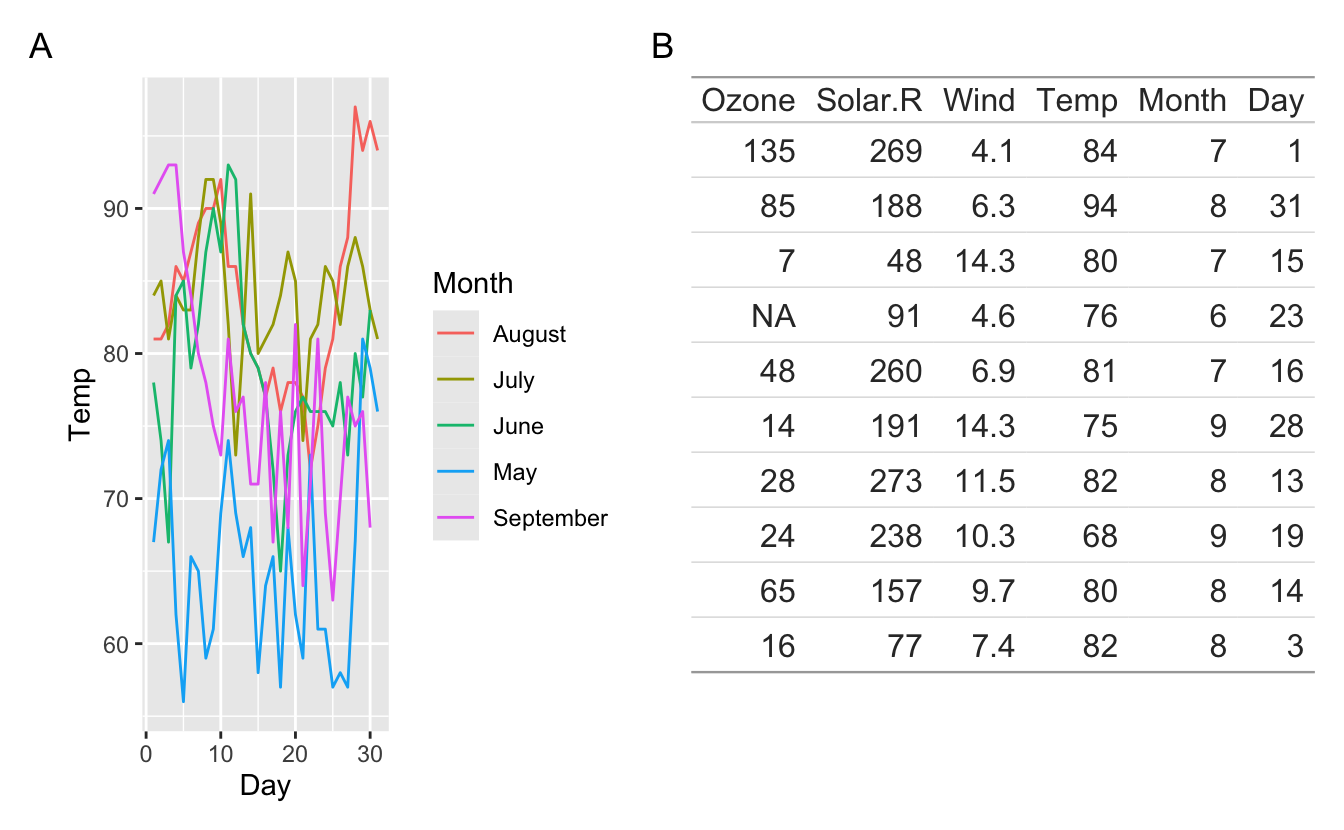 A
90
80
70
60
Temp
0 10 20 30
Day
Month
August
July
June
May
September
B
Ozone Solar.R Wind Temp Month Day
135 269 4.1 84 7 1
85 188 6.3 94 8 31
7 48 14.3 80 7 15
NA 91 4.6 76 6 23
48 260 6.9 81 7 16
14 191 14.3 75 9 28
28 273 11.5 82 8 13
24 238 10.3 68 9 19
65 157 9.7 80 8 14
16 77 7.4 82 8 3